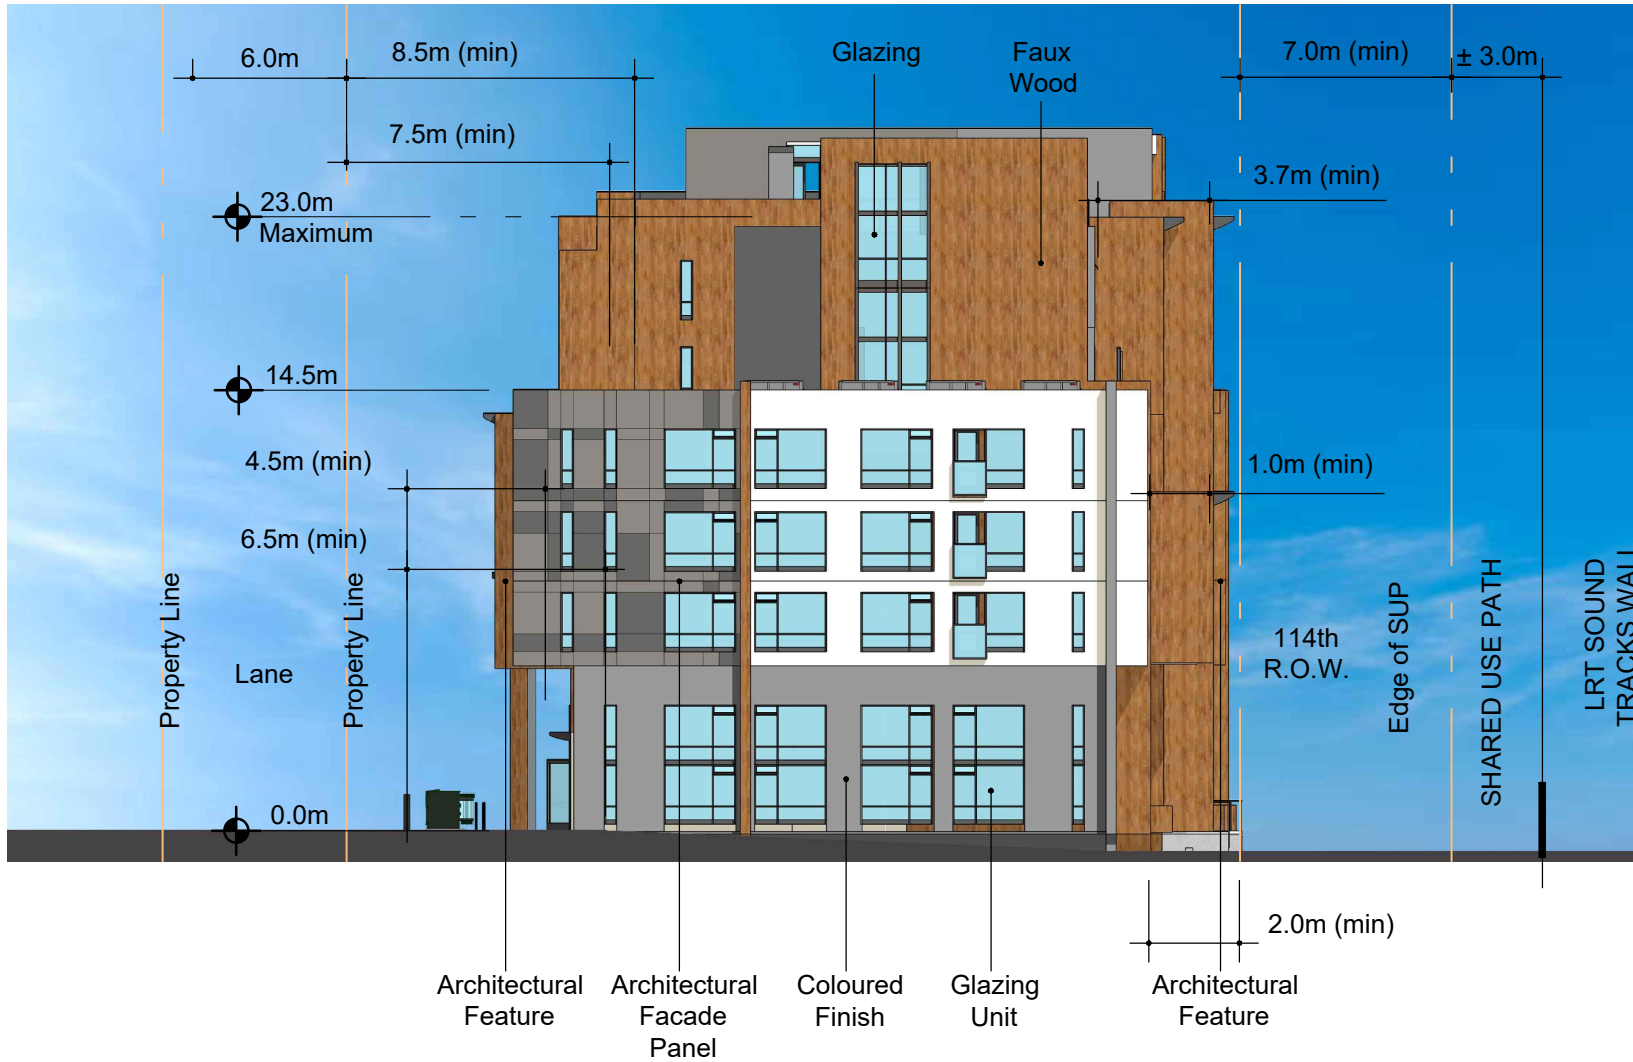 6.0m
8.5m (min)
Glazing
Faux
Wood
7.0m (min)
± 3.0m
7.5m (min)
3.7m (min)
23.0m
Maximum
14.5m
4.5m (min)
1.0m (min)
6.5m (min)
Property Line
Lane
Property Line
114th
R.O.W.
Edge of SUP
SHARED USE PATH
LRT SOUND
TRACKS WALL
0.0m
2.0m (min)
Architectural
Feature
Architectural
Facade
Panel
Coloured
Finish
Glazing
Unit
Architectural
Feature